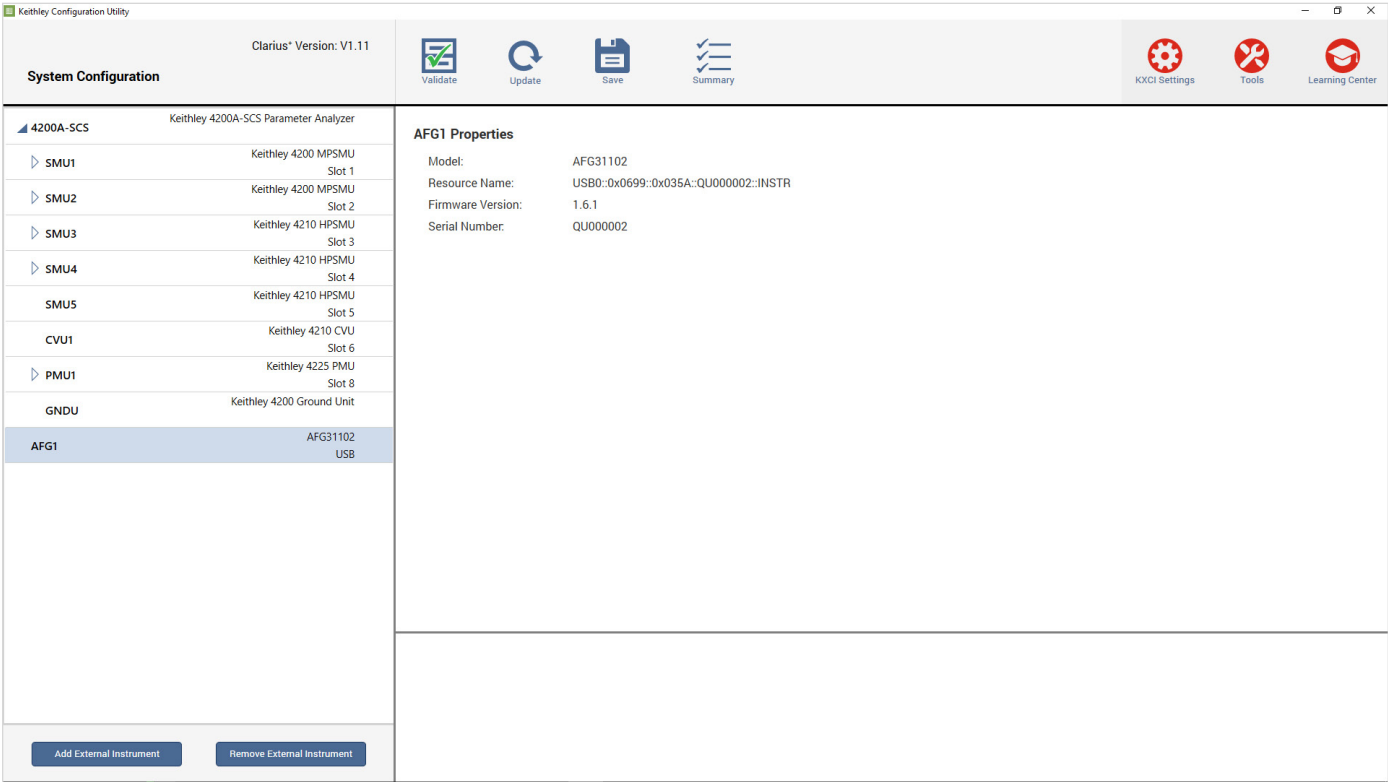 Keithley Configuration Utility
Clarius+ Version: V1.11
System Configuration
Validate
Update
Save
Summary
KXCI Settings
Tools
Learning Center
4200A-SCS
Keithley 4200A-SCS Parameter Analyzer
SMU1
Keithley 4200 MPSMU
Slot 1
SMU2
Keithley 4200 MPSMU
Slot 2
SMU3
Keithley 4210 HPSMU
Slot 3
SMU4
Keithley 4210 HPSMU
Slot 4
SMU5
Keithley 4210 HPSMU
Slot 5
CVU1
Keithley 4210 CVU
Slot 6
PMU1
Keithley 4225 PMU
Slot 8
GNDU
Keithley 4200 Ground Unit
AFG1
AFG31102
USB
Add External Instrument
Remove External Instrument
AFG1 Properties
Model: AFG31102
Resource Name: USB0::0x0699::0x035A::QU000002::INSTR
Firmware Version: 1.6.1
Serial Number: QU000002